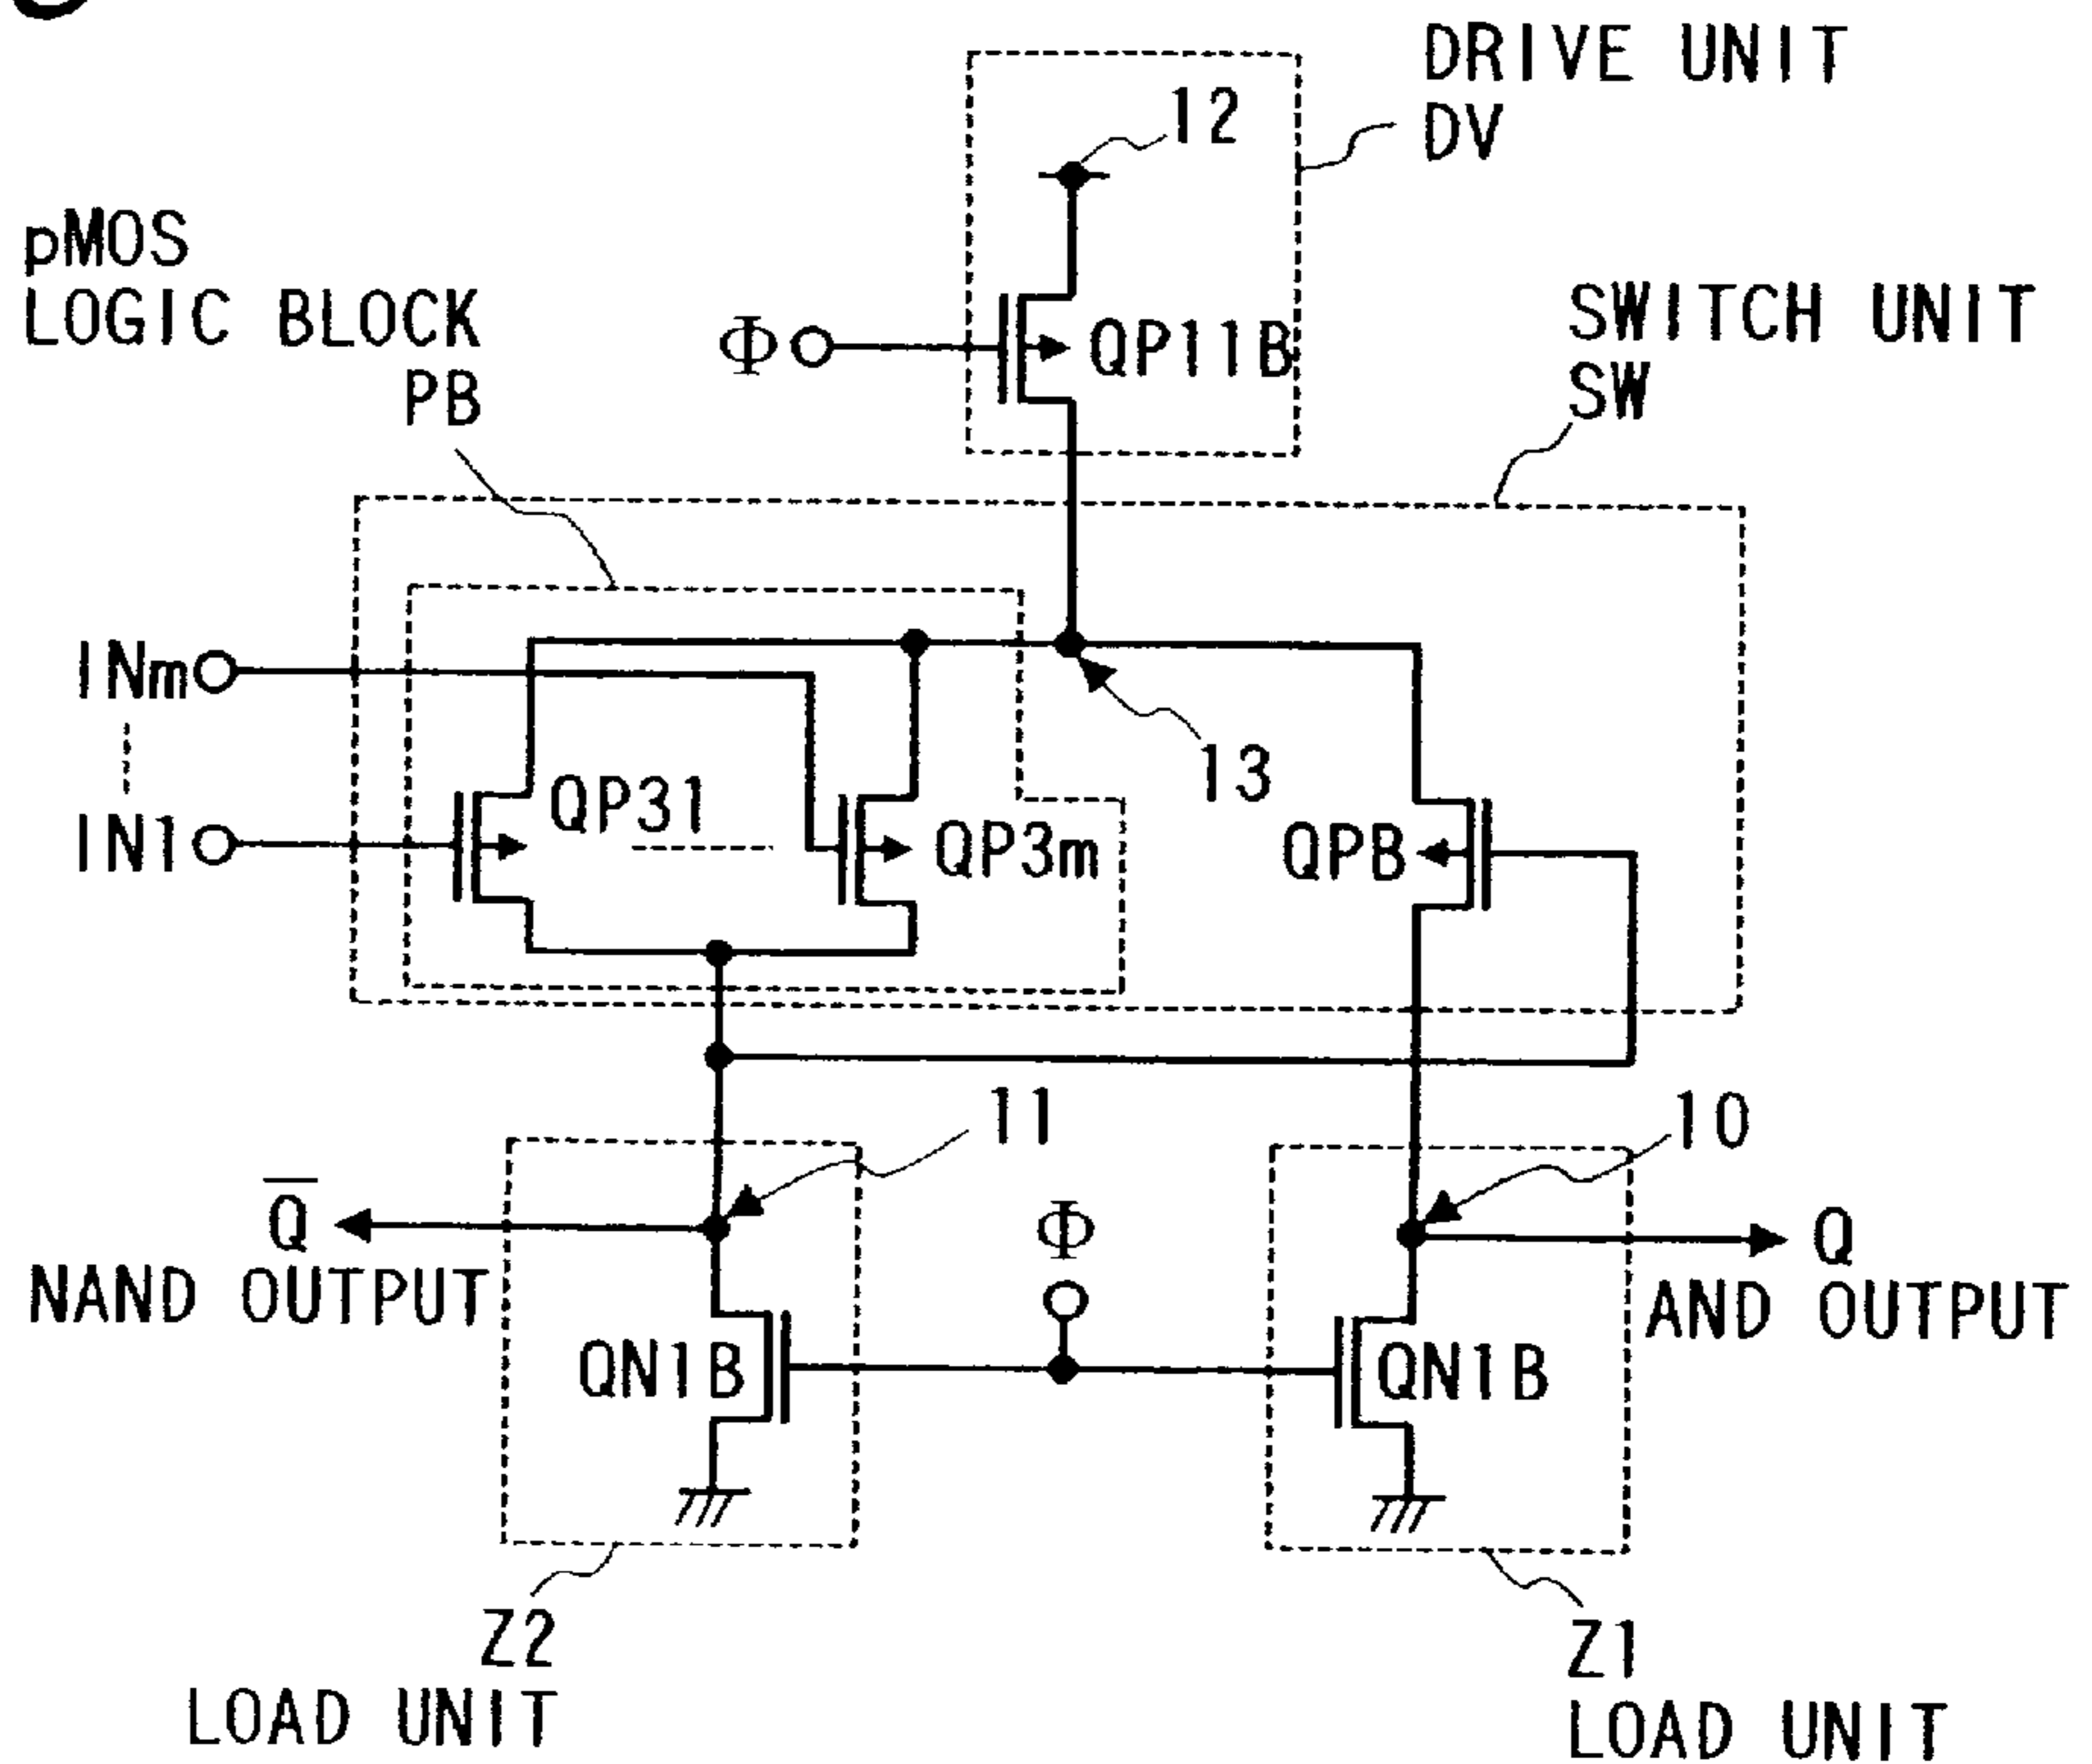 DRIVE UNIT
DV
12
pMOS
LOGIC BLOCK
PB
Φ
QP11B
SWITCH UNIT
SW
INm
IN1
QP31
QP3m
13
QPB
11
10
Q̅
NAND OUTPUT
Φ
Q
AND OUTPUT
QN1B
QN1B
Z2
LOAD UNIT
Z1
LOAD UNIT